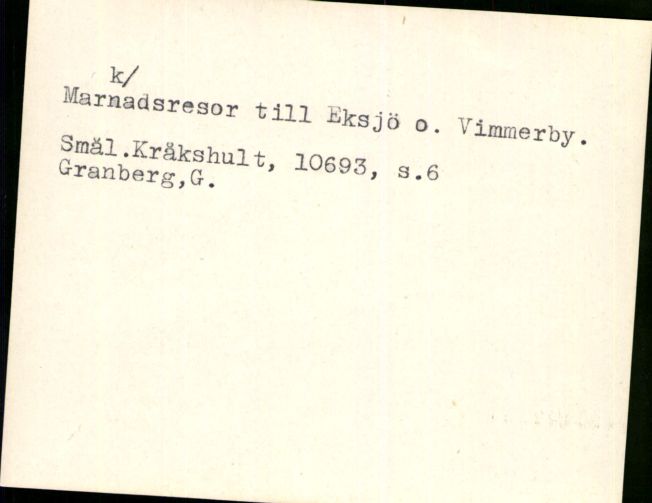 k/
Marnadsresor till Eksjö o. Vimmerby.
Smål.Kråkshult, 10693, s.6
Granberg,G.